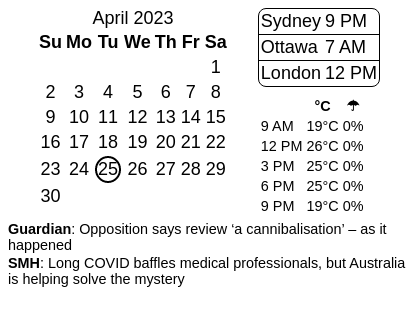 April 2023
Su Mo Tu We Th Fr Sa
1
2 3 4 5 6 7 8
9 10 11 12 13 14 15
16 17 18 19 20 21 22
23 24 25 26 27 28 29
30
Sydney 9 PM
Ottawa 7 AM
London 12 PM
°C ☂
9 AM 19°C 0%
12 PM 26°C 0%
3 PM 25°C 0%
6 PM 25°C 0%
9 PM 19°C 0%
Guardian: Opposition says review ‘a cannibalisation’ – as it
happened
SMH: Long COVID baffles medical professionals, but Australia
is helping solve the mystery